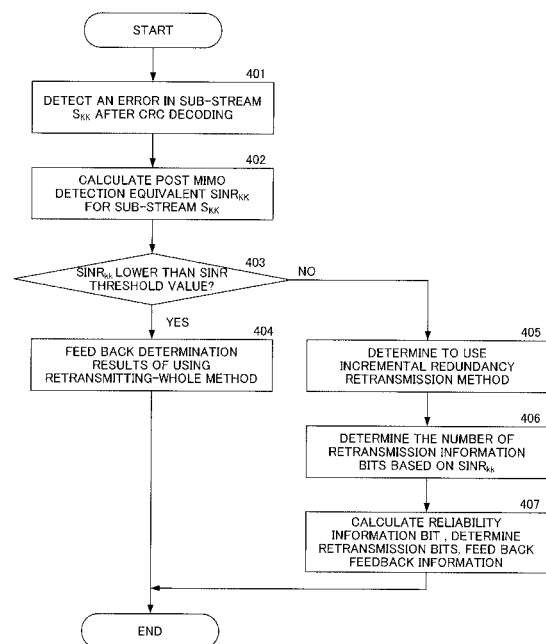 START
401
DETECT AN ERROR IN SUB-STREAM
SKK AFTER CRC DECODING
402
CALCULATE POST MIMO
DETECTION EQUIVALENT SINRKK
FOR SUB-STREAM SKK
403
SINRkk LOWER THAN SINR
THRESHOLD VALUE?
NO
YES
404
FEED BACK DETERMINATION
RESULTS OF USING
RETRANSMITTING-WHOLE METHOD
405
DETERMINE TO USE
INCREMENTAL REDUNDANCY
RETRANSMISSION METHOD
406
DETERMINE THE NUMBER OF
RETRANSMISSION INFORMATION
BITS BASED ON SINRkk
407
CALCULATE RELIABILITY
INFORMATION BIT , DETERMINE
RETRANSMISSION BITS, FEED BACK
FEEDBACK INFORMATION
END